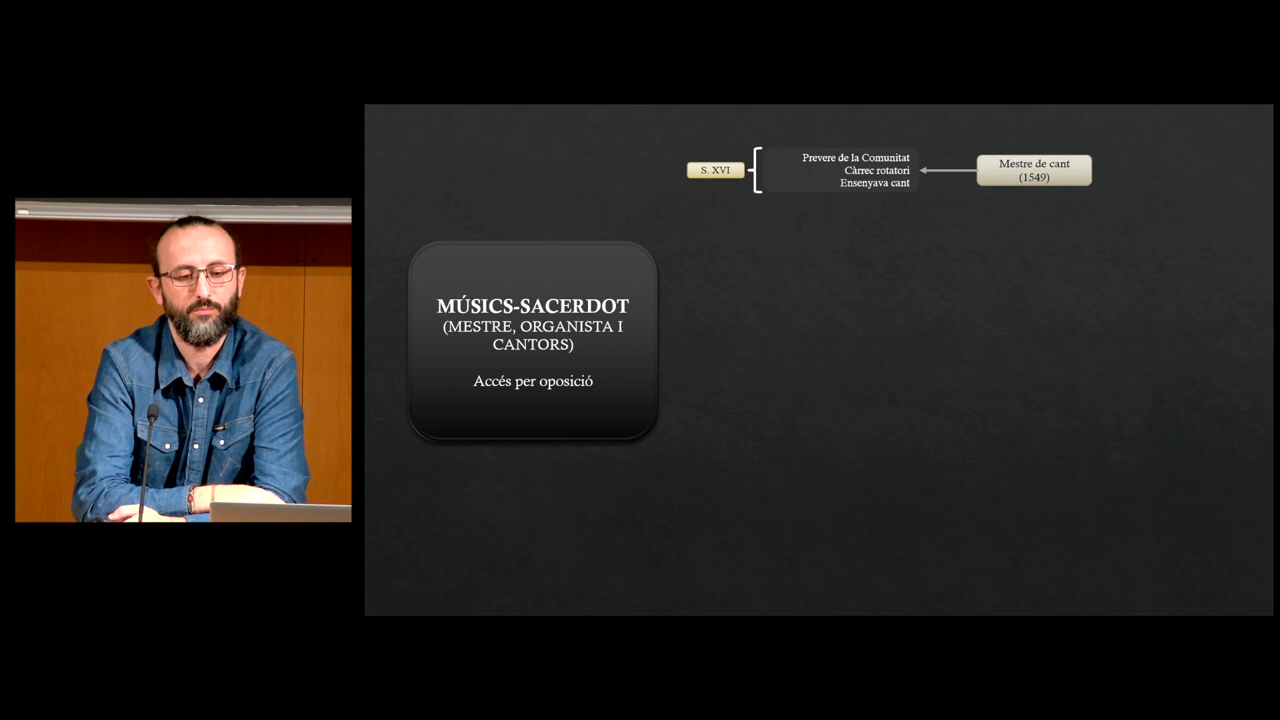 Prevere de la Comunitat
S. XVI
Càrrec rotatori
Ensenyava cant
Mestre de cant
(1549)
MÚSICS-SACERDOT
(MESTRE, ORGANISTA I
CANTORS)
Accés per oposició